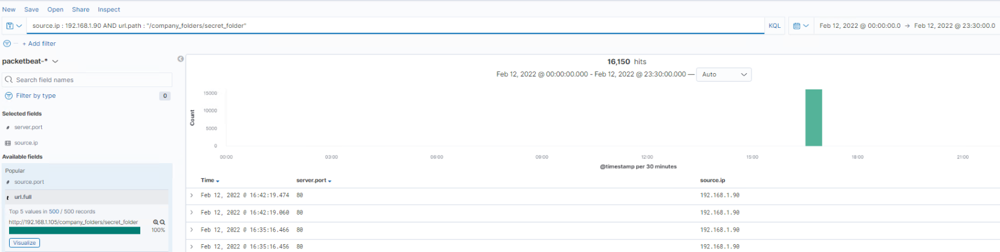 New Save Open Share Inspect
source.ip : 192.168.1.90 AND url.path : "/company_folders/secret_folder"
KQL
Feb 12, 2022 @ 00:00:00.0 → Feb 12, 2022 @ 23:30:00.0
+ Add filter
packetbeat-*
Search field names
Filter by type 0
Selected fields
# server.port
source.ip
Available fields
Popular
# source.port
t url.full
Top 5 values in 500 / 500 records
http://192.168.1.105/company_folders/secret_folder
100%
Visualize
16,150 hits
Feb 12, 2022 @ 00:00:00.000 - Feb 12, 2022 @ 23:30:00.000 — Auto
Count
15000
10000
5000
0
00:00 03:00 06:00 09:00 12:00 15:00 18:00 21:00
@timestamp per 30 minutes
Time server.port source.ip
Feb 12, 2022 @ 16:42:19.474 80 192.168.1.90
Feb 12, 2022 @ 16:42:19.060 80 192.168.1.90
Feb 12, 2022 @ 16:35:16.466 80 192.168.1.90
Feb 12, 2022 @ 16:35:16.456 80 192.168.1.90